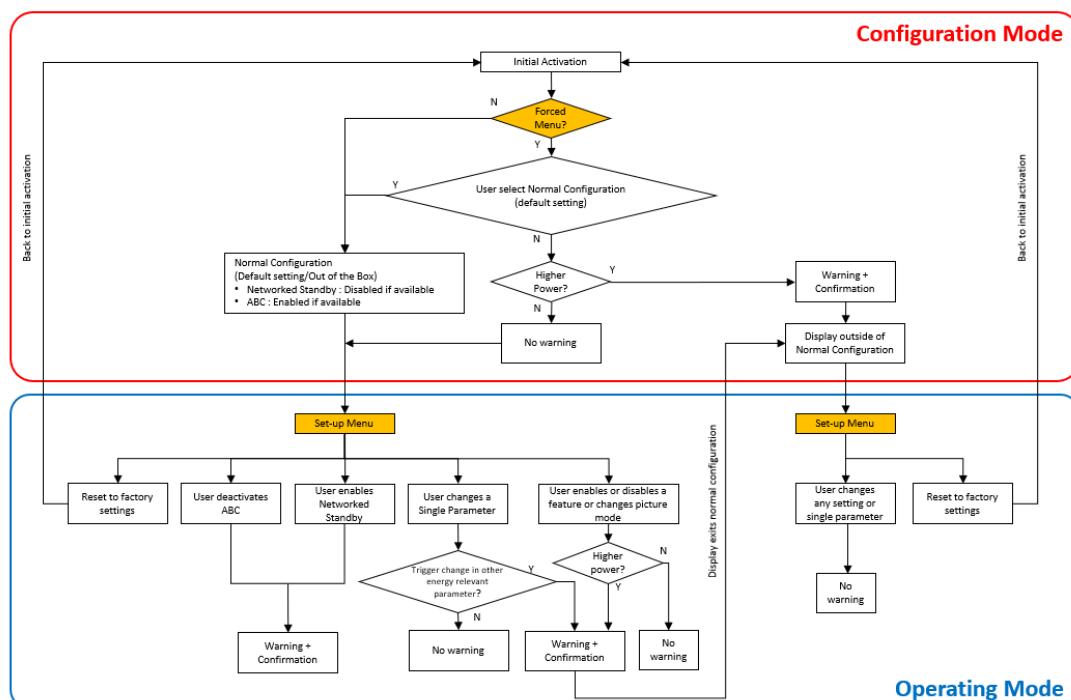 Configuration Mode
Initial Activation
N
Forced
Menu?
Y
Y
User select Normal Configuration
(default setting)
N
Back to initial activation
Back to initial activation
Normal Configuration
(Default setting/Out of the Box)
• Networked Standby : Disabled if available
• ABC : Enabled if available
Higher
Power?
Y
Warning +
Confirmation
N
No warning
Display outside of
Normal Configuration
Set-up Menu
Set-up Menu
Display exits normal configuration
Reset to factory
settings
User deactivates
ABC
User enables
Networked
Standby
User changes a
Single Parameter
User enables or disables a
feature or changes picture
mode
User changes
any setting or
single parameter
Reset to factory
settings
Trigger change in other
energy relevant
parameter?
Y
Higher
power?
N
Y
N
No
warning
Warning +
Confirmation
No warning
Warning +
Confirmation
No
warning
Operating Mode